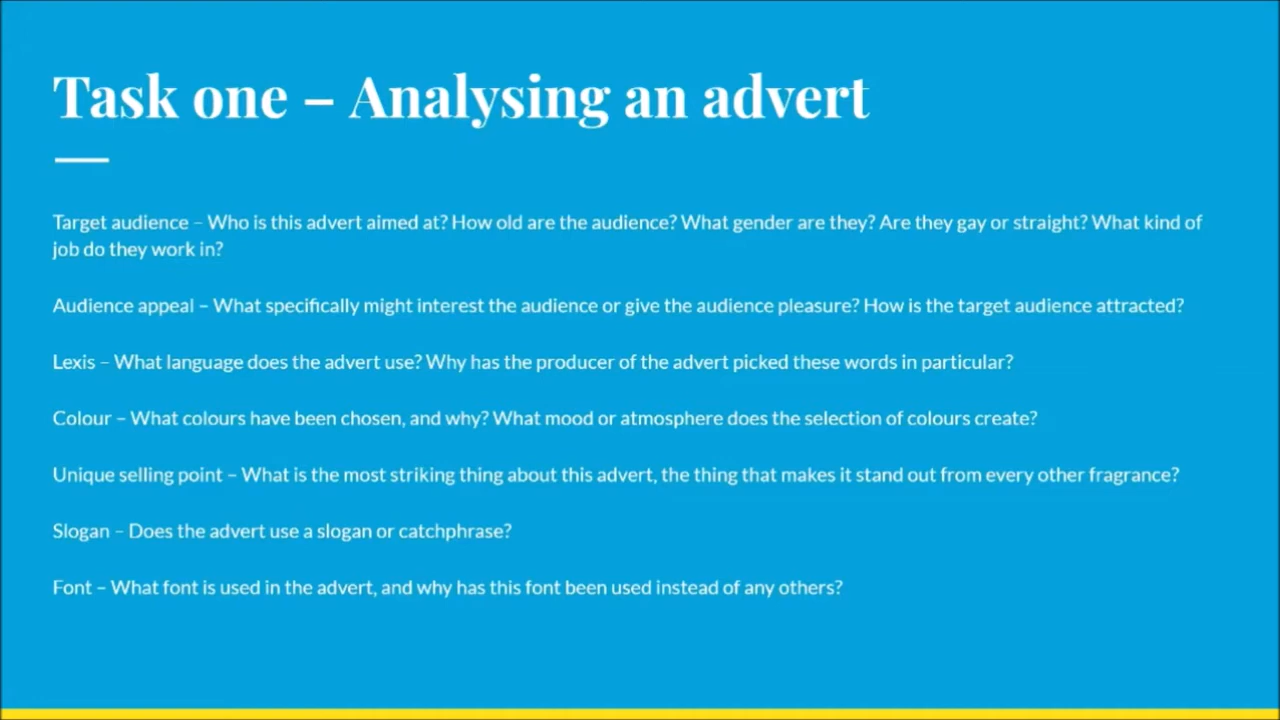 Task one – Analysing an advert
Target audience – Who is this advert aimed at? How old are the audience? What gender are they? Are they gay or straight? What kind of
job do they work in?
Audience appeal – What specifically might interest the audience or give the audience pleasure? How is the target audience attracted?
Lexis – What language does the advert use? Why has the producer of the advert picked these words in particular?
Colour – What colours have been chosen, and why? What mood or atmosphere does the selection of colours create?
Unique selling point – What is the most striking thing about this advert, the thing that makes it stand out from every other fragrance?
Slogan – Does the advert use a slogan or catchphrase?
Font – What font is used in the advert, and why has this font been used instead of any others?